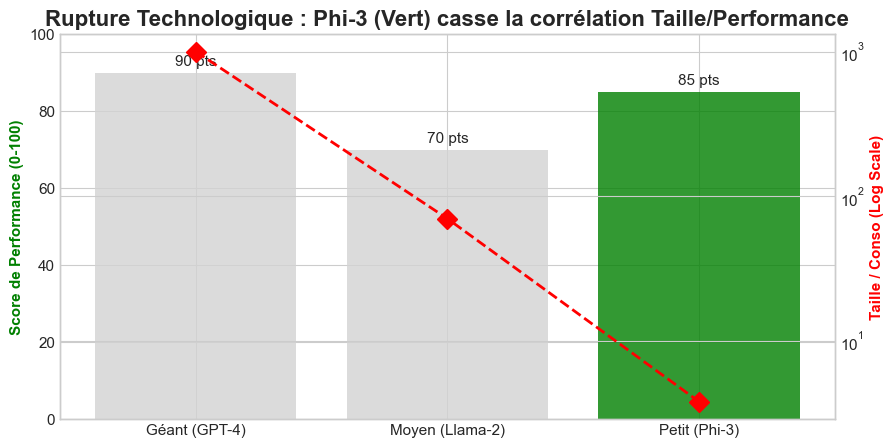 Rupture Technologique : Phi-3 (Vert) casse la corrélation Taille/Performance
Score de Performance (0-100)
100
80
60
40
20
0
90 pts
70 pts
85 pts
10³
10²
10¹
Taille / Conso (Log Scale)
Géant (GPT-4)
Moyen (Llama-2)
Petit (Phi-3)